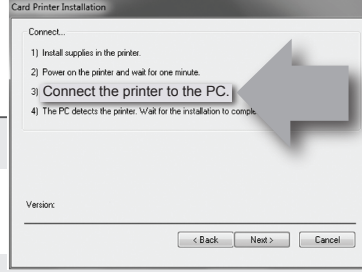 Card Printer Installation
Connect...
1) Install supplies in the printer.
2) Power on the printer and wait for one minute.
3) Connect the printer to the PC.
4) The PC detects the printer. Wait for the installation to
Version:
< Back Next > Cancel